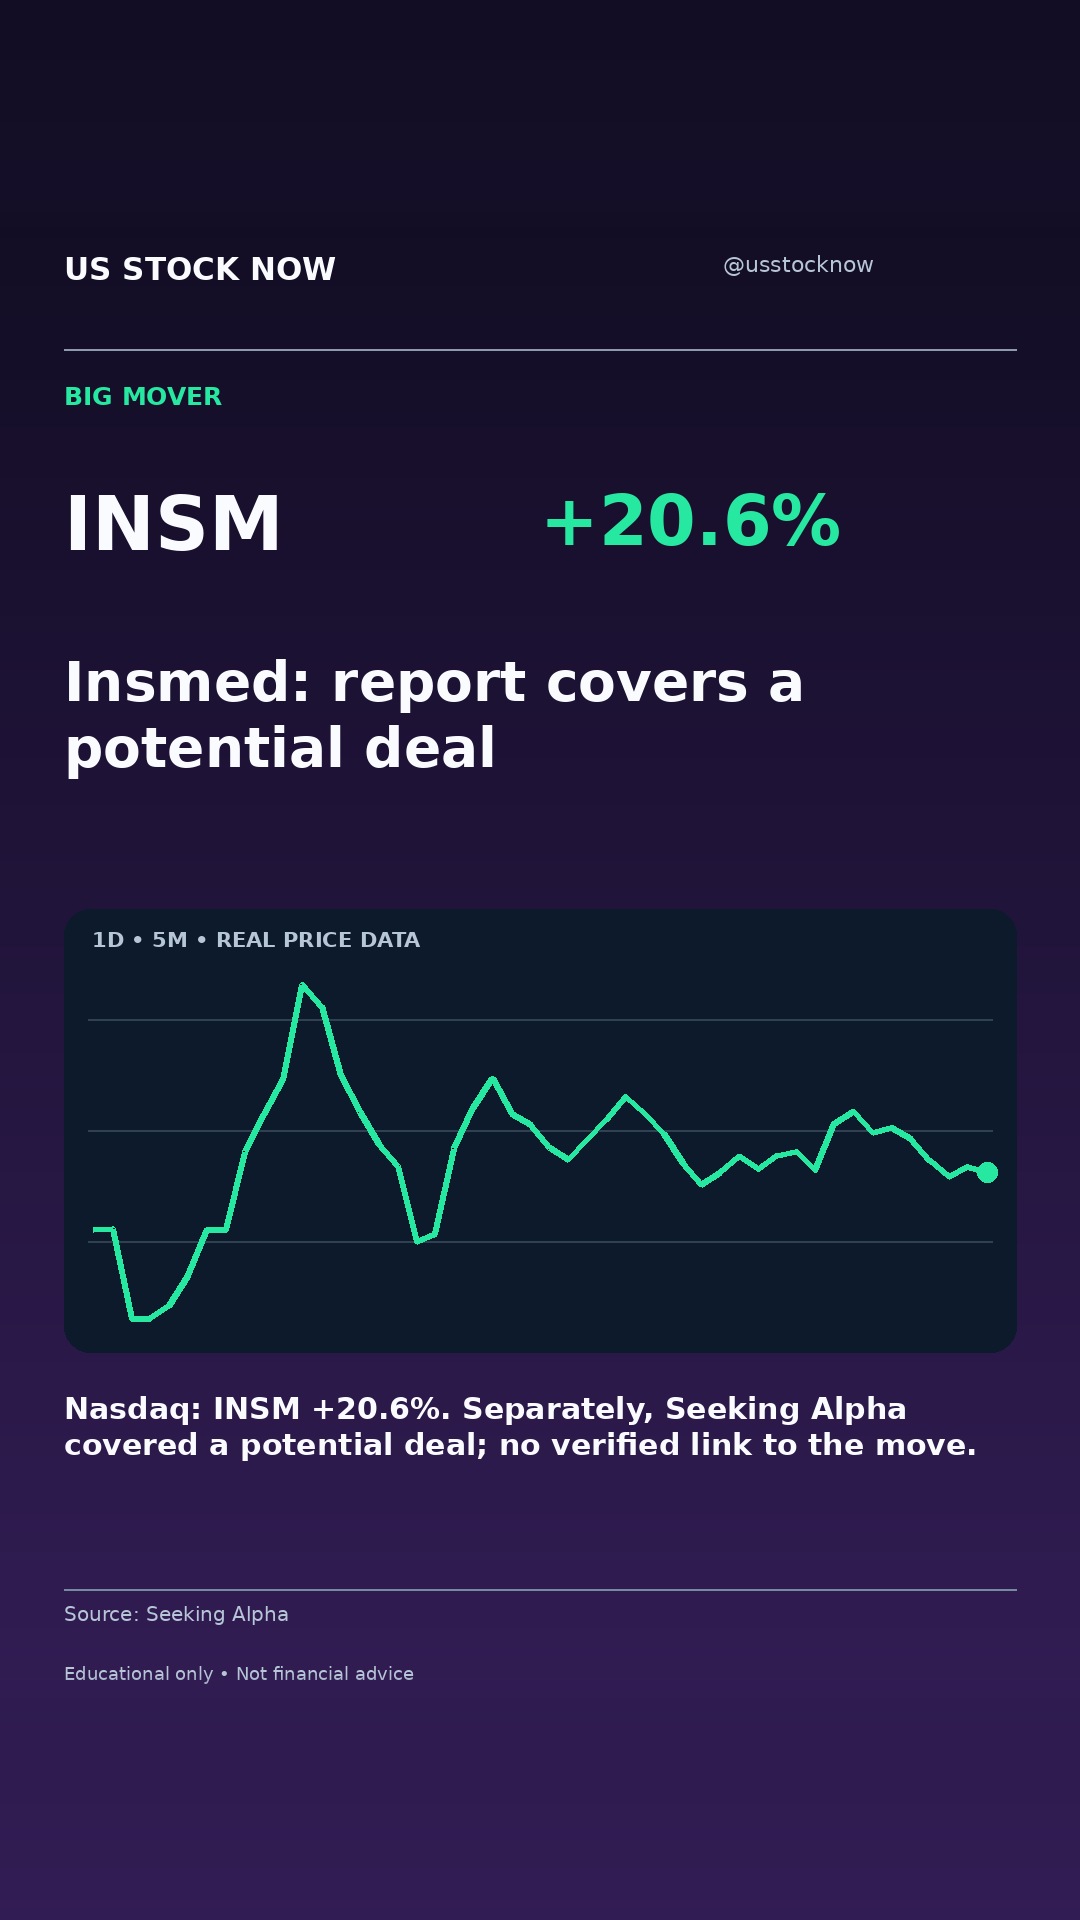 US STOCK NOW
@usstocknow
BIG MOVER
INSM
+20.6%
Insmed: report covers a
potential deal
1D • 5M • REAL PRICE DATA
Nasdaq: INSM +20.6%. Separately, Seeking Alpha
covered a potential deal; no verified link to the move.
Source: Seeking Alpha
Educational only • Not financial advice